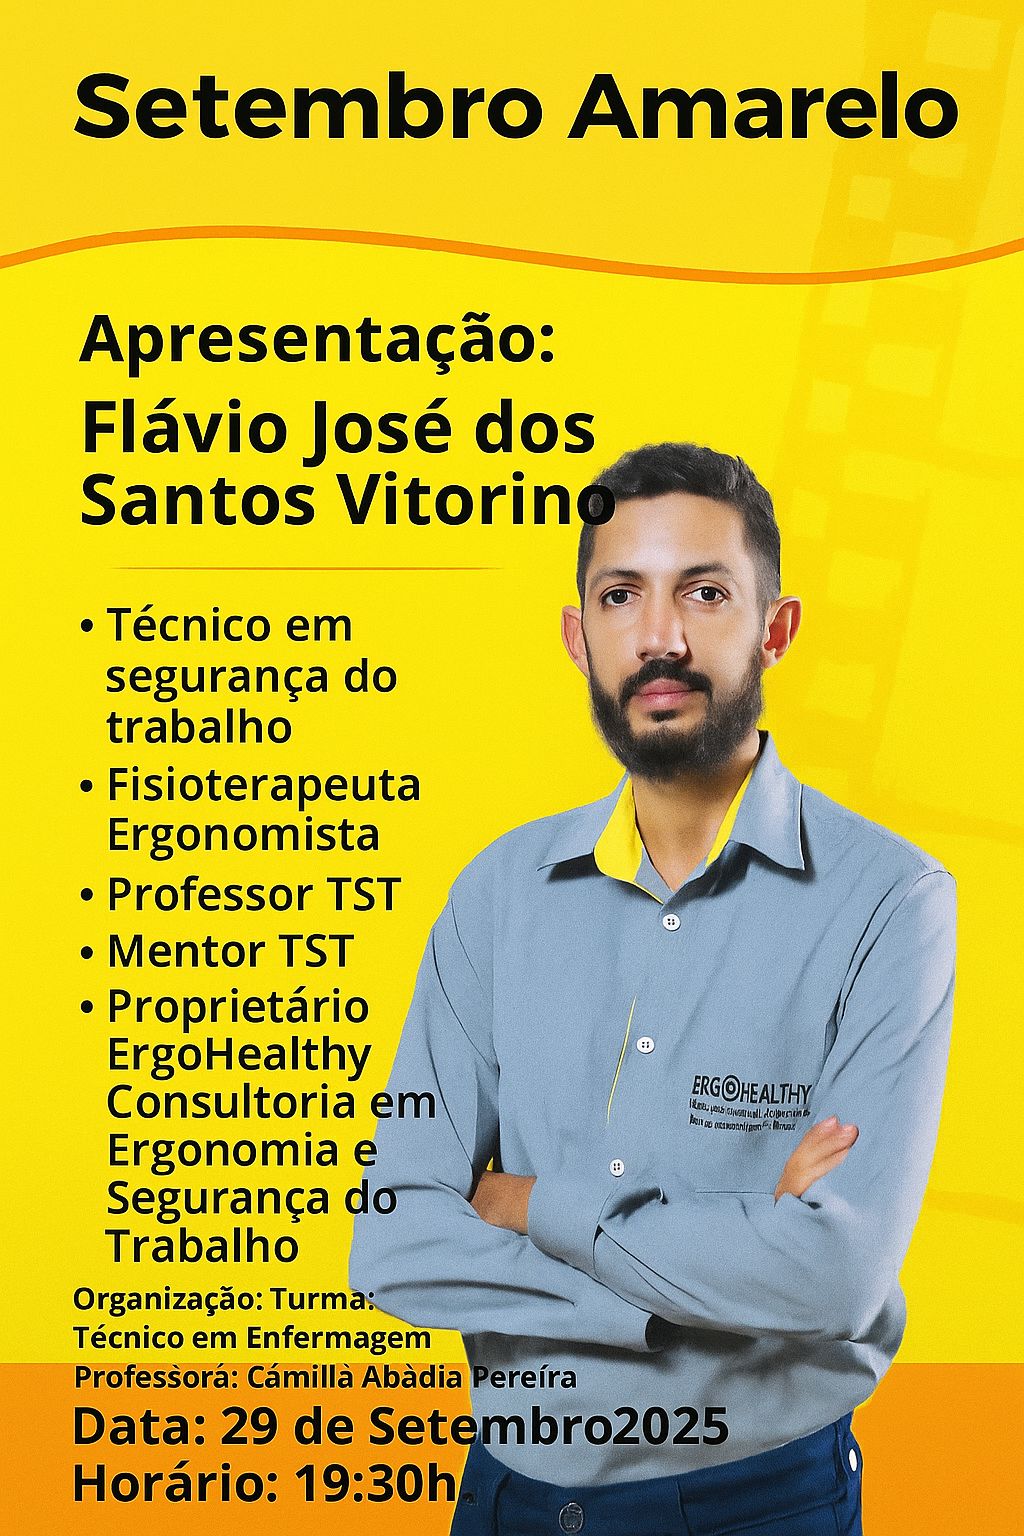 Setembro Amarelo
Apresentação:
Flávio José dos
Santos Vitorino
• Técnico em
segurança do
trabalho
• Fisioterapeuta
Ergonomista
• Professor TST
• Mentor TST
• Proprietário
ErgoHealthy
Consultoria em
Ergonomia e
Segurança do
Trabalho
ERGOHEALTHY
Organização: Turma:
Técnico em Enfermagem
Professòrá: Cámillà Abàdia Pereíra
Data: 29 de Setembro2025
Horário: 19:30h.